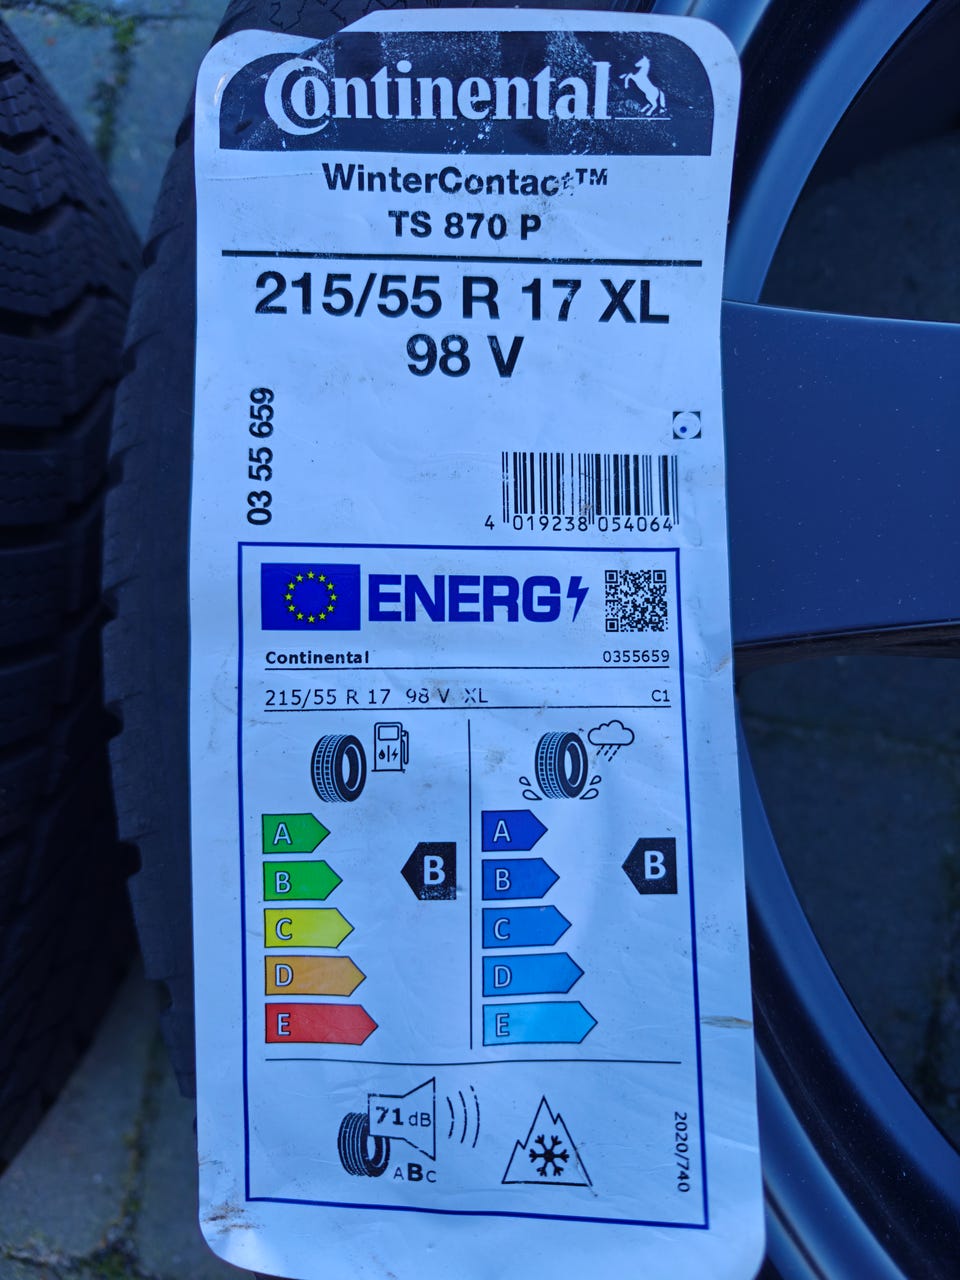 Continental
WinterContact™
TS 870 P
215/55 R 17 XL
98 V
03 55 659
4 019238 054064
ENERG
Continental 0355659
215/55 R 17 98 V XL C1
A
B
C
D
E
B
A
B
C
D
E
B
71 dB
ABC
2020/740